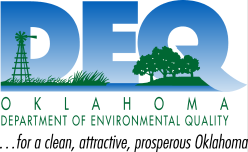 DEQ
OKLAHOMA
DEPARTMENT OF ENVIRONMENTAL QUALITY
...for a clean, attractive, prosperous Oklahoma